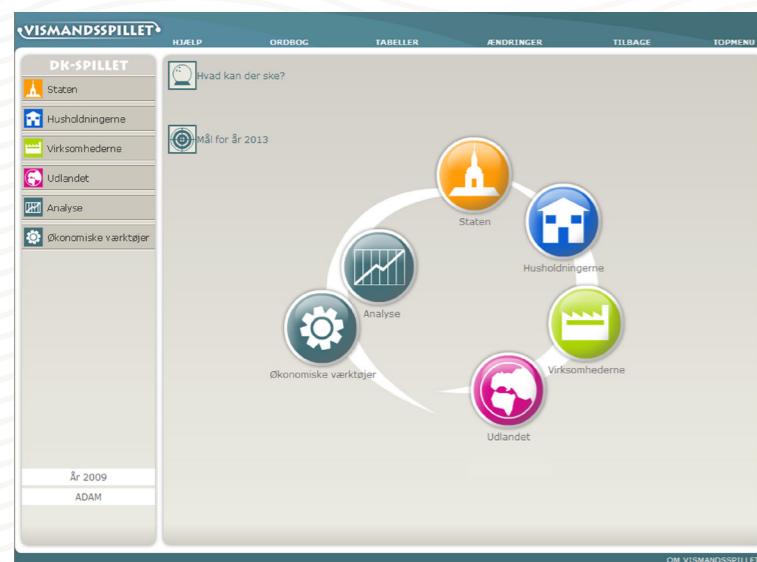 VISMANDSSPILLET
HJÆLP ORDBOG TABELLER ÆNDRINGER TILBAGE TOPMENU
DK-SPILLET
Staten
Husholdningerne
Virksomhederne
Udlandet
Analyse
Økonomiske værktøjer
År 2009
ADAM
Hvad kan der ske?
Mål for år 2013
Staten
Husholdningerne
Analyse
Virksomhederne
Økonomiske værktøjer
Udlandet
OM VISMANDSSPILLET